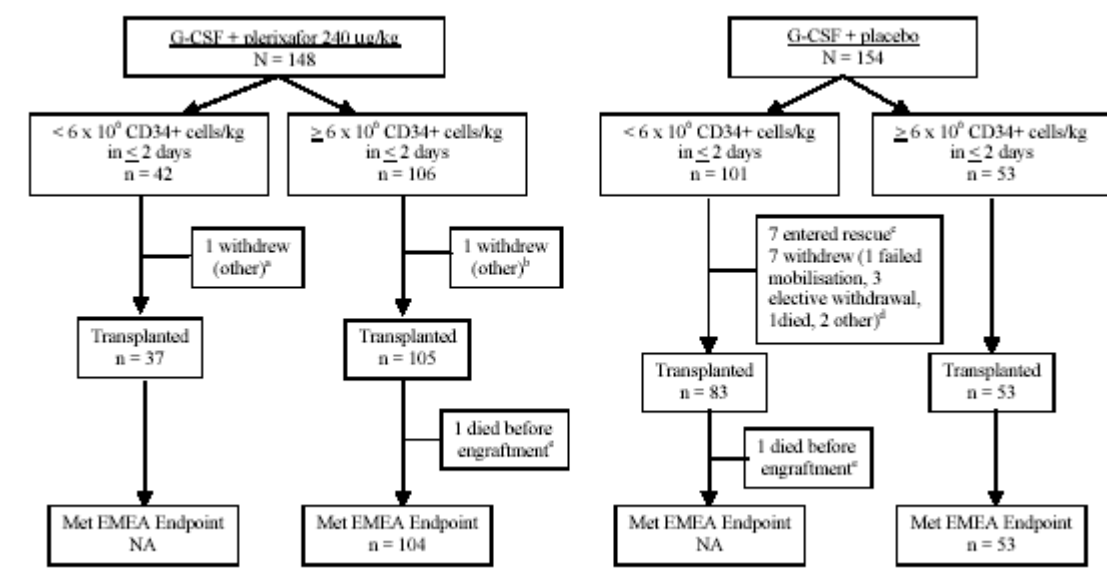 G-CSF + plerixafor 240 µg/kg
N = 148
< 6 x 10⁶ CD34+ cells/kg
in ≤ 2 days
n = 42
≥ 6 x 10⁶ CD34+ cells/kg
in ≤ 2 days
n = 106
1 withdrew
(other)ᵃ
1 withdrew
(other)ᵇ
Transplanted
n = 37
Transplanted
n = 105
1 died before
engraftmentᵉ
Met EMEA Endpoint
NA
Met EMEA Endpoint
n = 104
G-CSF + placebo
N = 154
< 6 x 10⁶ CD34+ cells/kg
in ≤ 2 days
n = 101
≥ 6 x 10⁶ CD34+ cells/kg
in ≤ 2 days
n = 53
7 entered rescueᶜ
7 withdrew (1 failed
mobilisation, 3
elective withdrawal,
1died, 2 other)ᵈ
Transplanted
n = 83
Transplanted
n = 53
1 died before
engraftmentᵉ
Met EMEA Endpoint
NA
Met EMEA Endpoint
n = 53